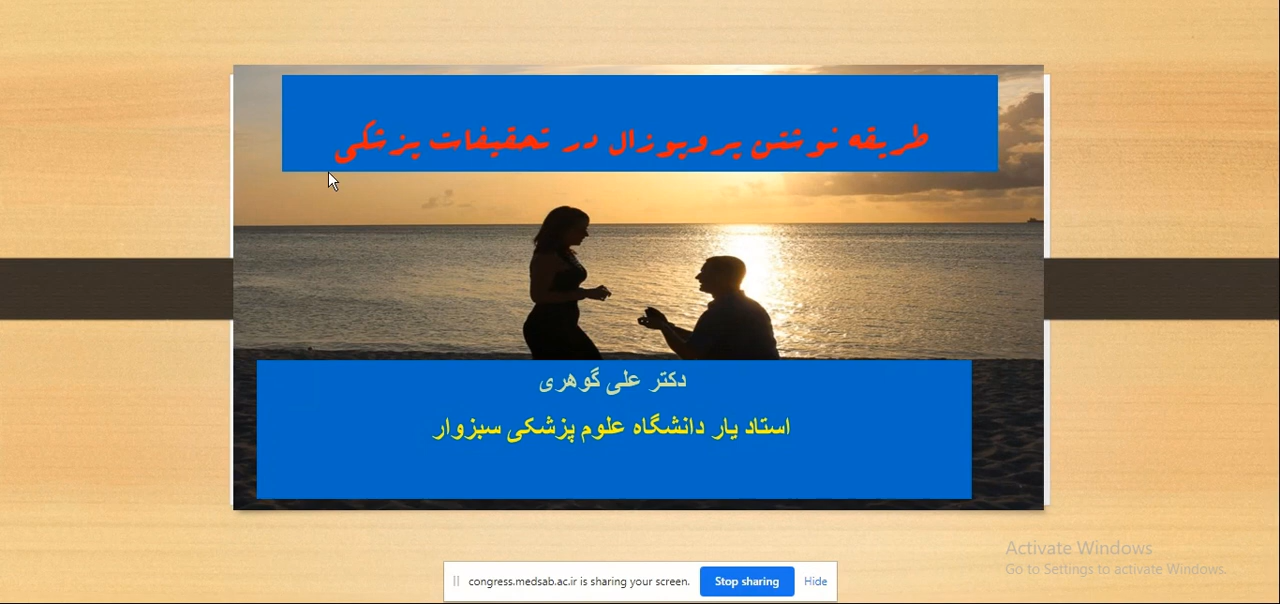 طریقه نوشتن پروپوزال در تحقیقات پزشکی
دکتر علی گوهری
استاد یار دانشگاه علوم پزشکی سبزوار
Activate Windows
Go to Settings to activate Windows.
congress.medsab.ac.ir is sharing your screen.
Stop sharing
Hide